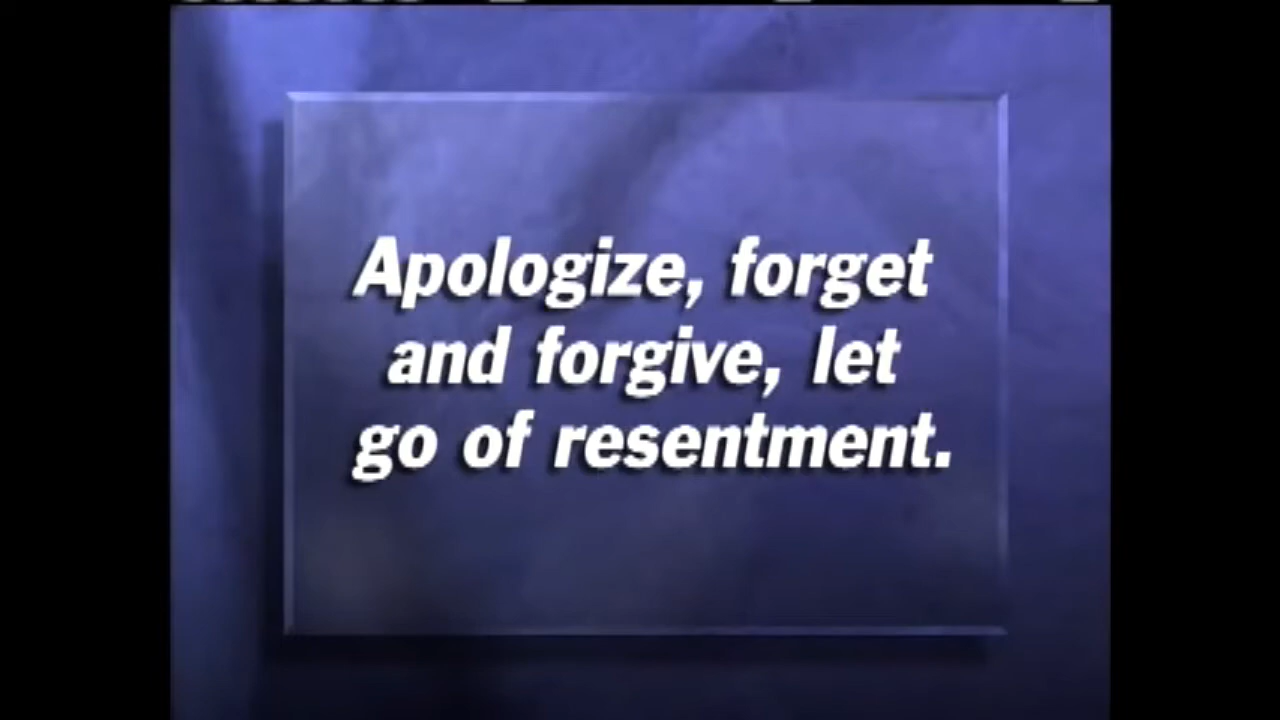 Apologize, forget
and forgive, let
go of resentment.